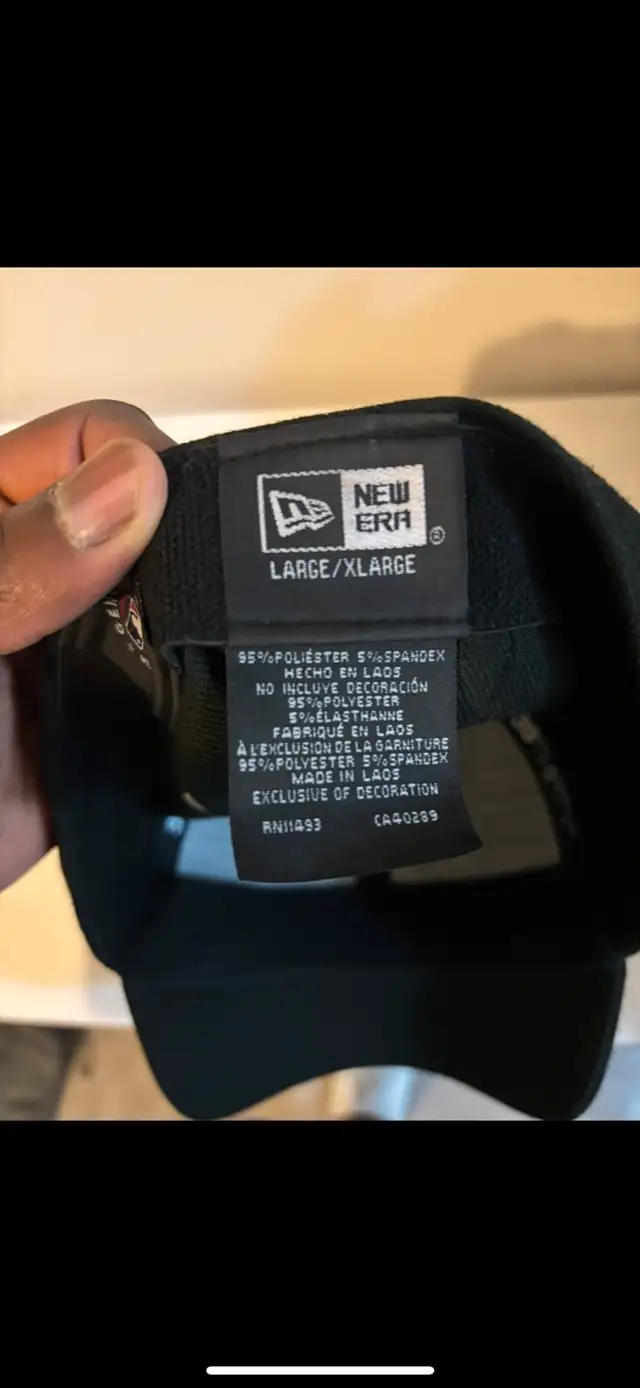 NEW
ERA
®
LARGE/XLARGE
95%POLIÉSTER 5%SPANDEX
HECHO EN LAOS
NO INCLUYE DECORACIÓN
95%POLYESTER
5%ÉLASTHANNE
FABRIQUÉ EN LAOS
À L'EXCLUSION DE LA GARNITURE
95%POLYESTER 5%SPANDEX
MADE IN LAOS
EXCLUSIVE OF DECORATION
RN11493 CA40289